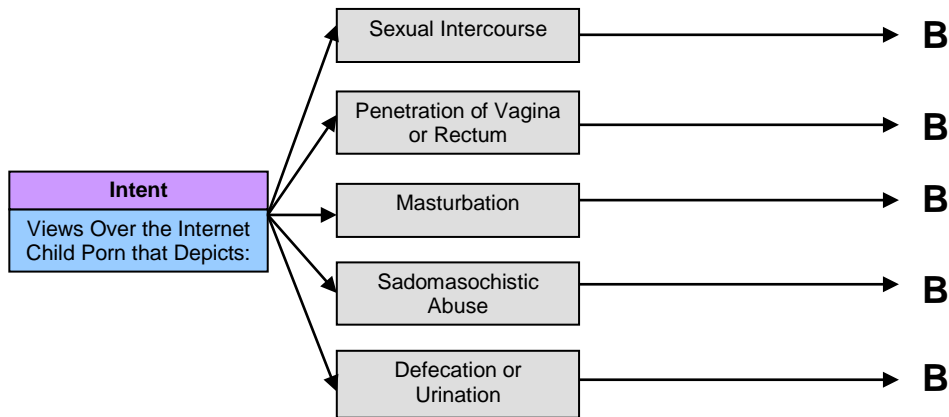 Sexual Intercourse
B
Penetration of Vagina
or Rectum
B
Intent
Views Over the Internet
Child Porn that Depicts:
Masturbation
B
Sadomasochistic
Abuse
B
Defecation or
Urination
B